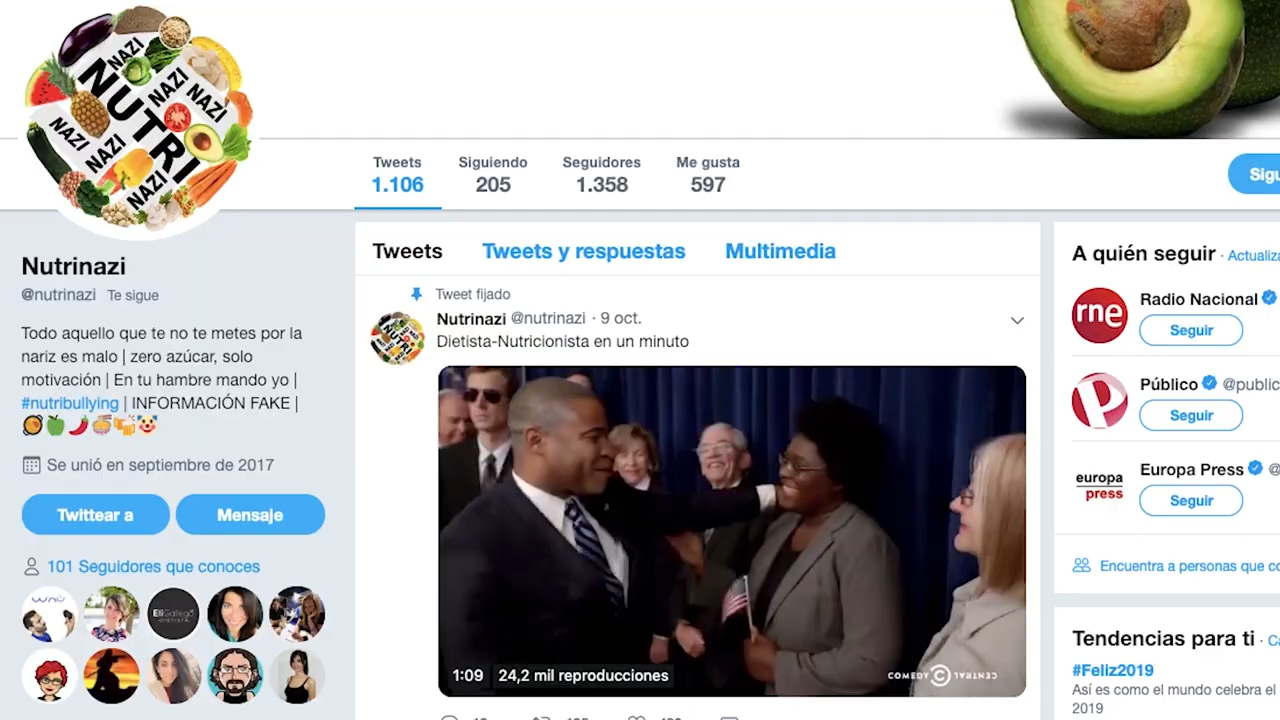 NAZI
NUTRI
NAZI
NAZI
NAZI
NAZI
NAZI
Tweets
1.106
Siguiendo
205
Seguidores
1.358
Me gusta
597
Nutrinazi
@nutrinazi Te sigue
Todo aquello que te no te metes por la
nariz es malo | zero azúcar, solo
motivación | En tu hambre mando yo |
#nutribullying | INFORMACIÓN FAKE |
Se unió en septiembre de 2017
Twittear a
Mensaje
101 Seguidores que conoces
Tweets
Tweets y respuestas
Multimedia
Tweet fijado
Nutrinazi @nutrinazi · 9 oct.
Dietista-Nutricionista en un minuto
1:09
24,2 mil reproducciones
COMEDY CENTRAL
A quién seguir ·
rne
Radio Nacional
Seguir
Público
Seguir
europa
press
Europa Press
Seguir
Encuentra a personas que
Tendencias para ti ·
#Feliz2019
Así es como el mundo celebra el
2019